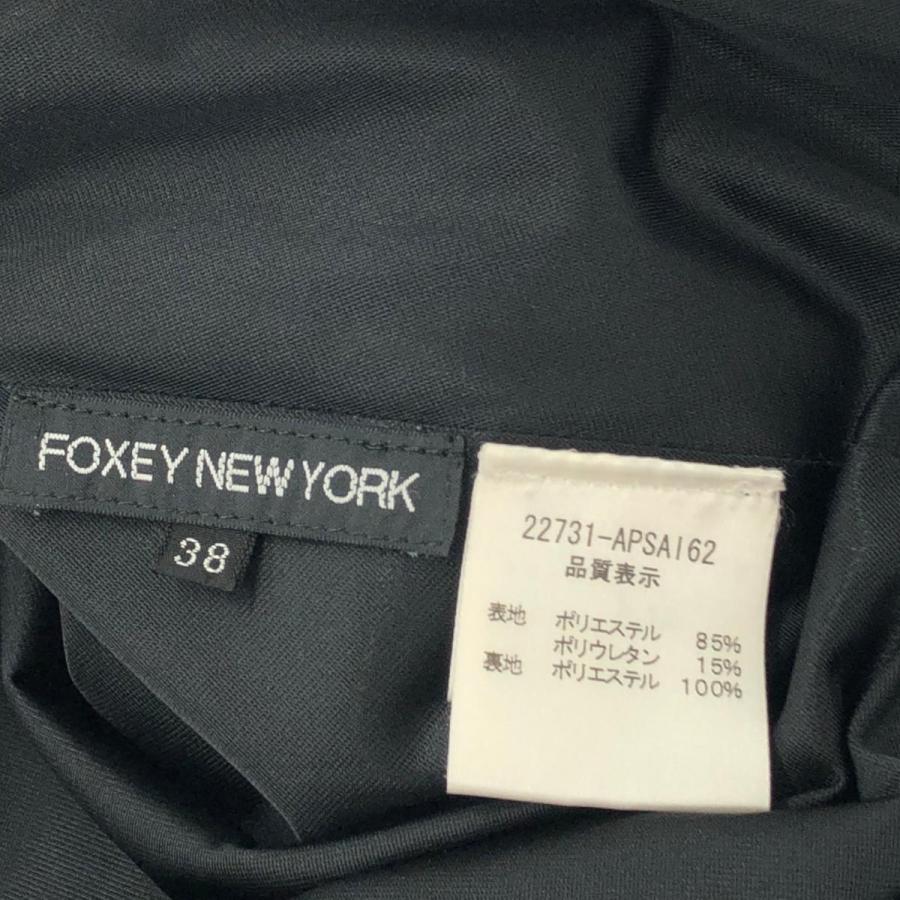 FOXEY NEW YORK
38
22731-APSAI62
品質表示
表地 ポリエステル 85%
ポリウレタン 15%
裏地 ポリエステル 100%